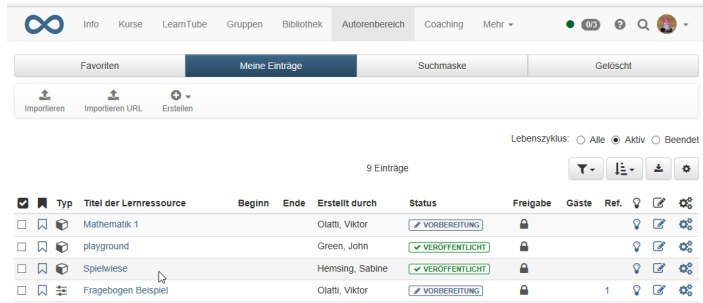 Info Kurse LearnTube Gruppen Bibliothek Autorenbereich Coaching Mehr 0/3
Favoriten Meine Einträge Suchmaske Gelöscht
Importieren Importieren URL Erstellen
Lebenszyklus: Alle Aktiv Beendet
9 Einträge
Typ Titel der Lernressource Beginn Ende Erstellt durch Status Freigabe Gäste Ref.
Mathematik 1 Olatti, Viktor VORBEREITUNG
playground Green, John VERÖFFENTLICHT
Spielwiese Hemsing, Sabine VERÖFFENTLICHT
Fragebogen Beispiel Olatti, Viktor VORBEREITUNG 1